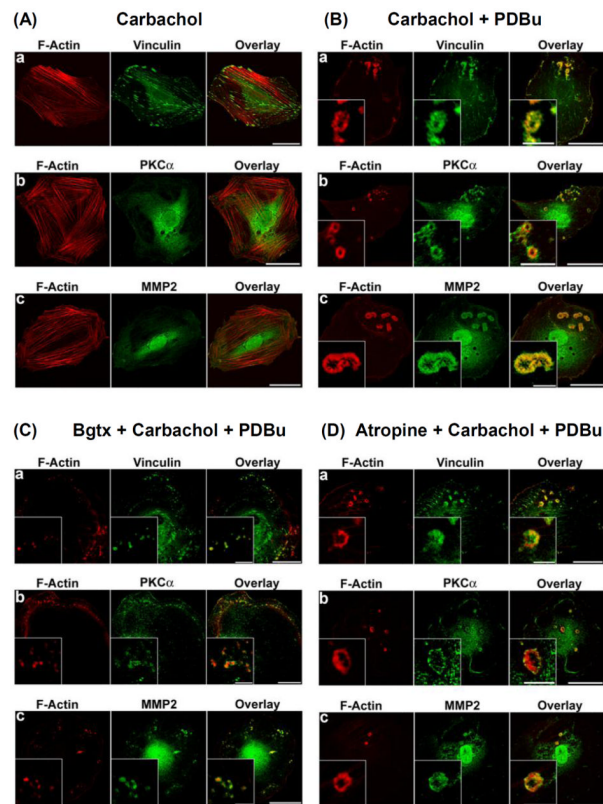 (A) Carbachol
F-Actin Vinculin Overlay
a
F-Actin PKCα Overlay
b
F-Actin MMP2 Overlay
c
(B) Carbachol + PDBu
F-Actin Vinculin Overlay
a
F-Actin PKCα Overlay
b
F-Actin MMP2 Overlay
c
(C) Bgtx + Carbachol + PDBu
F-Actin Vinculin Overlay
a
F-Actin PKCα Overlay
b
F-Actin MMP2 Overlay
c
(D) Atropine + Carbachol + PDBu
F-Actin Vinculin Overlay
a
F-Actin PKCα Overlay
b
F-Actin MMP2 Overlay
c